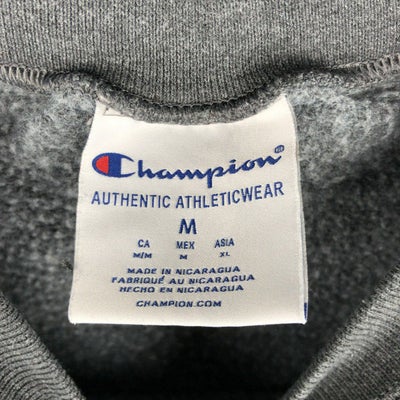 Champion®
AUTHENTIC ATHLETICWEAR
M
CA MEX ASIA
M/M M XL
MADE IN NICARAGUA
FABRIQUÉ AU NICARAGUA
HECHO EN NICARAGUA
CHAMPION.COM